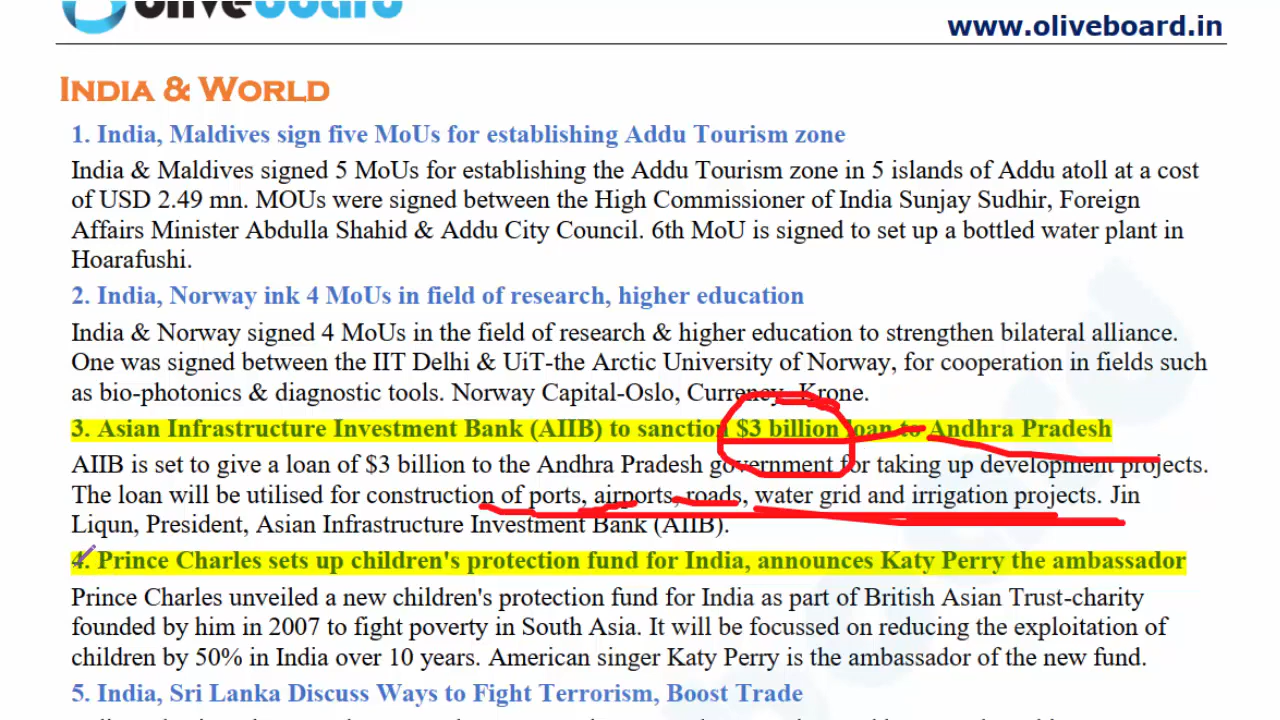 oliveboard
www.oliveboard.in
INDIA & WORLD
1. India, Maldives sign five MoUs for establishing Addu Tourism zone
India & Maldives signed 5 MoUs for establishing the Addu Tourism zone in 5 islands of Addu atoll at a cost
of USD 2.49 mn. MOUs were signed between the High Commissioner of India Sunjay Sudhir, Foreign
Affairs Minister Abdulla Shahid & Addu City Council. 6th MoU is signed to set up a bottled water plant in
Hoarafushi.
2. India, Norway ink 4 MoUs in field of research, higher education
India & Norway signed 4 MoUs in the field of research & higher education to strengthen bilateral alliance.
One was signed between the IIT Delhi & UiT-the Arctic University of Norway, for cooperation in fields such
as bio-photonics & diagnostic tools. Norway Capital-Oslo, Currency- Krone.
3. Asian Infrastructure Investment Bank (AIIB) to sanction $3 billion loan to Andhra Pradesh
AIIB is set to give a loan of $3 billion to the Andhra Pradesh government for taking up development projects.
The loan will be utilised for construction of ports, airports, roads, water grid and irrigation projects. Jin
Liqun, President, Asian Infrastructure Investment Bank (AIIB).
4. Prince Charles sets up children's protection fund for India, announces Katy Perry the ambassador
Prince Charles unveiled a new children's protection fund for India as part of British Asian Trust-charity
founded by him in 2007 to fight poverty in South Asia. It will be focussed on reducing the exploitation of
children by 50% in India over 10 years. American singer Katy Perry is the ambassador of the new fund.
5. India, Sri Lanka Discuss Ways to Fight Terrorism, Boost Trade